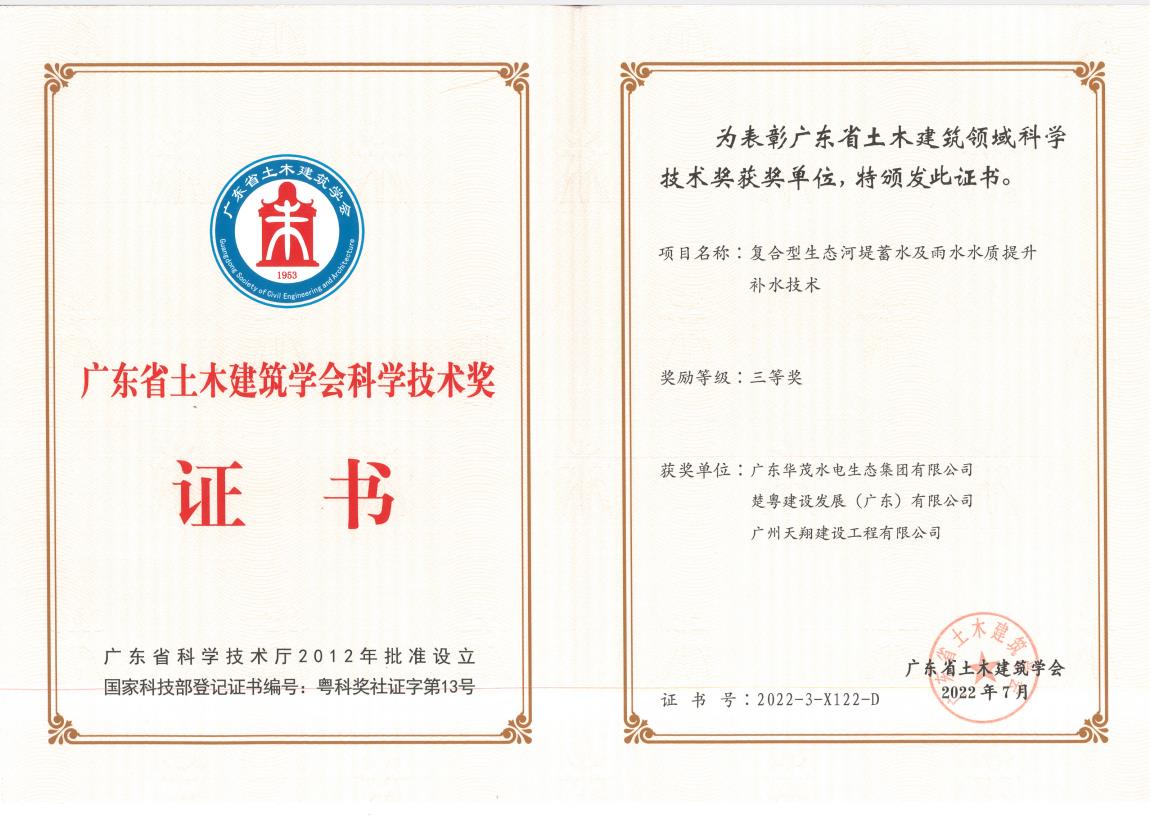 广东省土木建筑学会
1953
Guangdong Society of Civil Engineering and Architecture
广东省土木建筑学会科学技术奖
证 书
广东省科学技术厅2012年批准设立
国家科技部登记证书编号：粤科奖社证字第13号
为表彰广东省土木建筑领域科学
技术奖获奖单位，特颁发此证书。
项目名称：复合型生态河堤蓄水及雨水水质提升
补水技术
奖励等级：三等奖
获奖单位：广东华茂水电生态集团有限公司
楚粤建设发展（广东）有限公司
广州天翔建设工程有限公司
广东省土木建筑学会
2022年7月
证 书 号：2022-3-X122-D